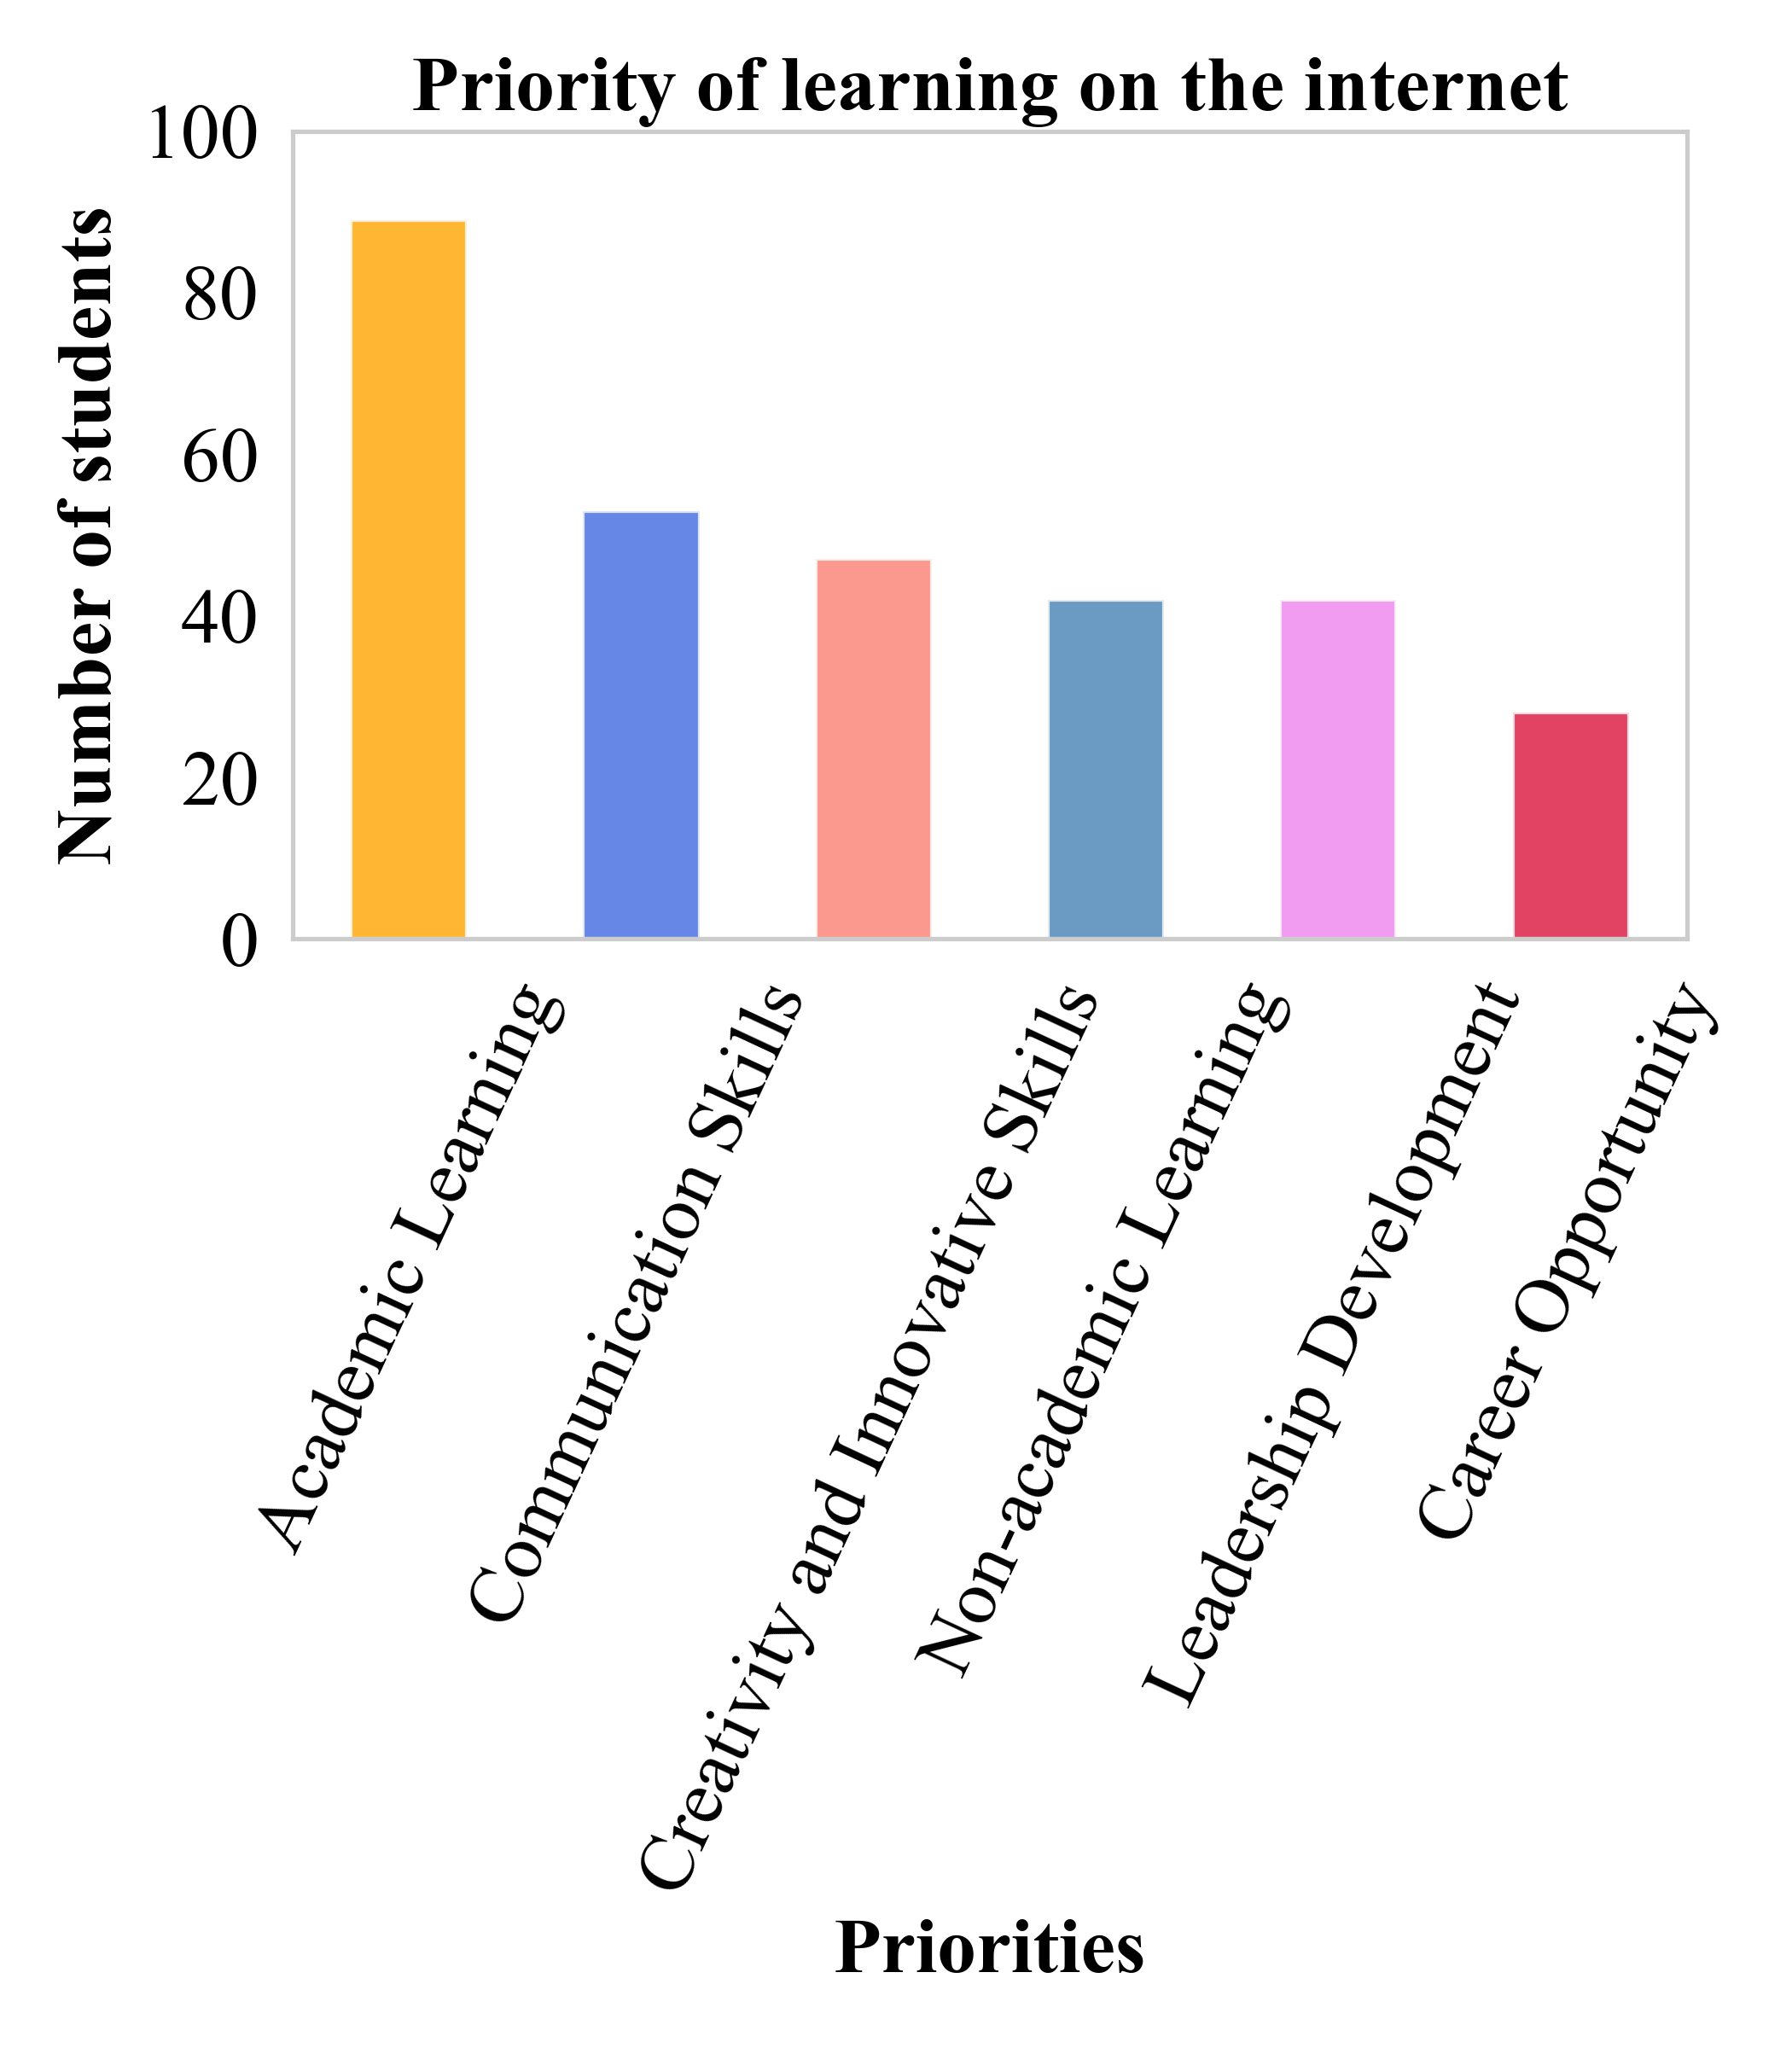 Priority of learning on the internet
Number of students
100
80
60
40
20
0
Academic Learning
Communication Skills
Creativity and Innovative Skills
Non-academic Learning
Leadership Development
Career Opportunity
Priorities